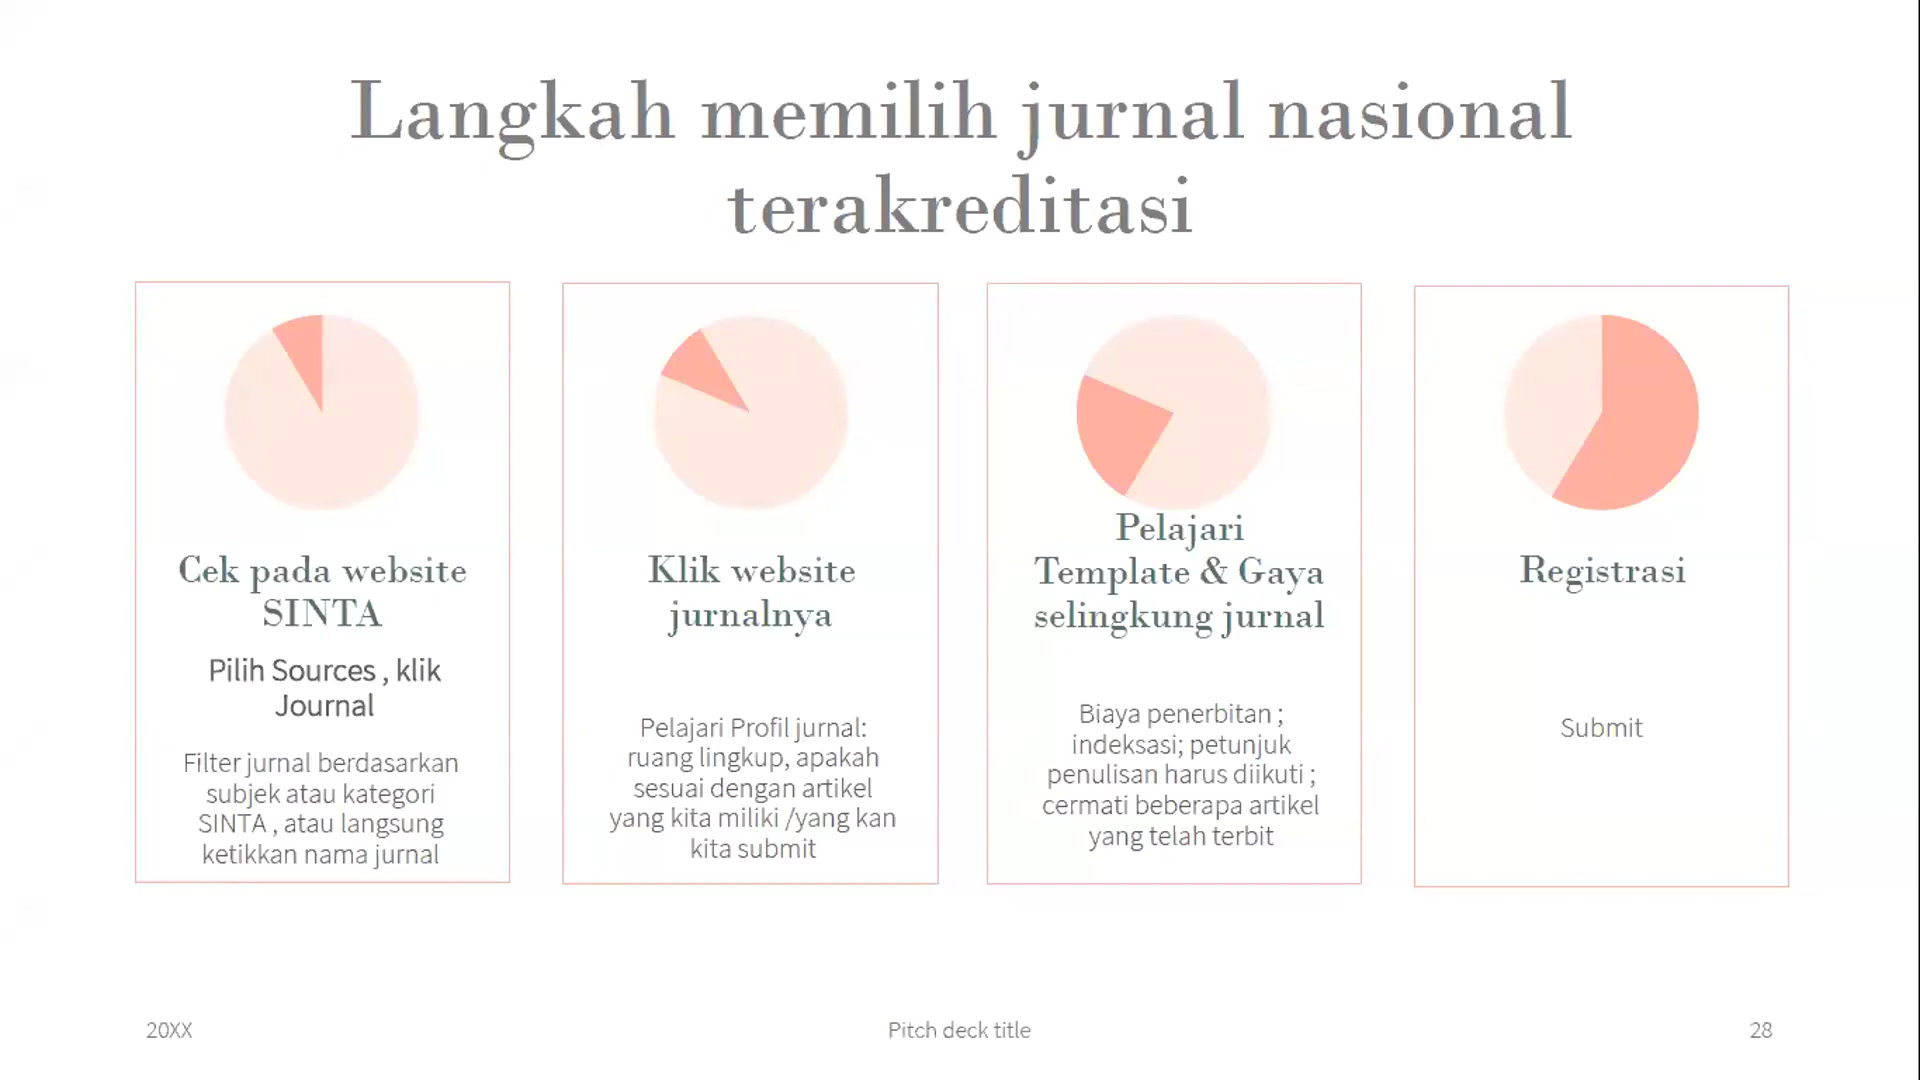 Langkah memilih jurnal nasional
terakreditasi
Cek pada website
SINTA
Pilih Sources , klik
Journal
Filter jurnal berdasarkan
subjek atau kategori
SINTA , atau langsung
ketikkan nama jurnal
Klik website
jurnalnya
Pelajari Profil jurnal:
ruang lingkup, apakah
sesuai dengan artikel
yang kita miliki /yang kan
kita submit
Pelajari
Template & Gaya
selingkung jurnal
Biaya penerbitan ;
indeksasi; petunjuk
penulisan harus diikuti ;
cermati beberapa artikel
yang telah terbit
Registrasi
Submit
20XX
Pitch deck title
28